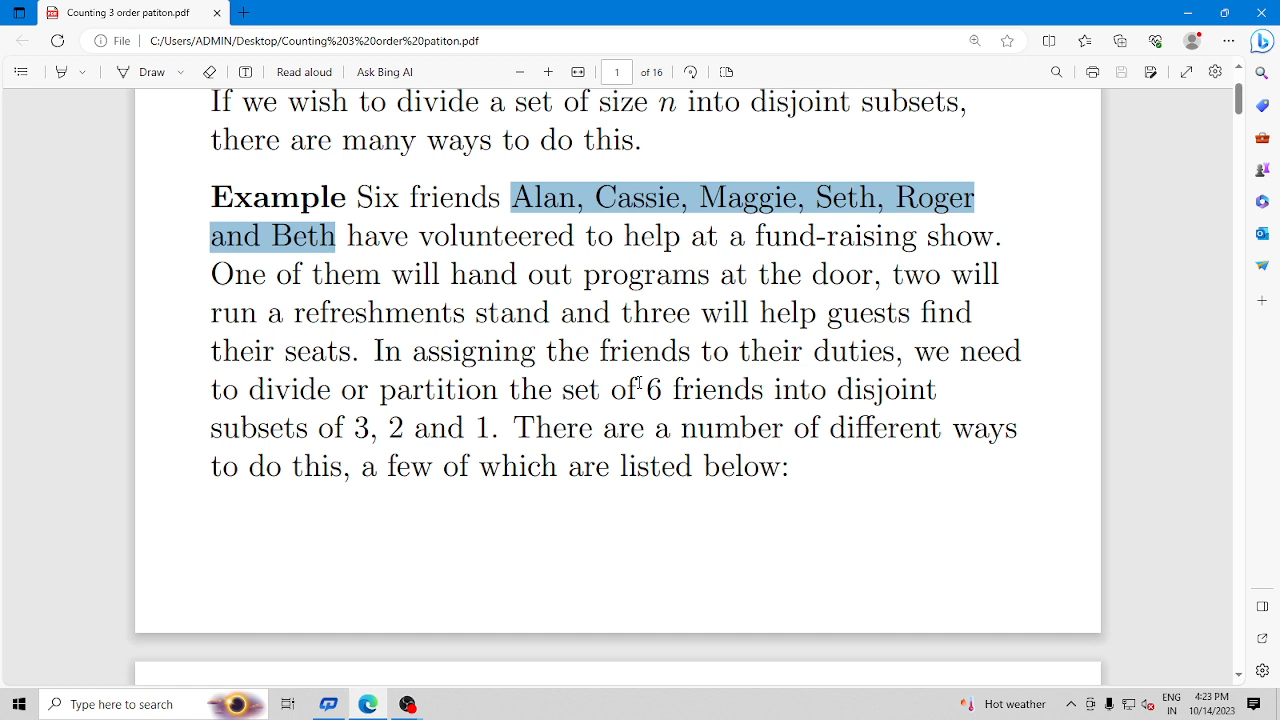 Counting 3 order patiton.pdf
File C:/Users/ADMIN/Desktop/Counting%203%20order%20patiton.pdf
Draw Read aloud Ask Bing AI 1 of 16
If we wish to divide a set of size n into disjoint subsets,
there are many ways to do this.
Example Six friends Alan, Cassie, Maggie, Seth, Roger
and Beth have volunteered to help at a fund-raising show.
One of them will hand out programs at the door, two will
run a refreshments stand and three will help guests find
their seats. In assigning the friends to their duties, we need
to divide or partition the set of 6 friends into disjoint
subsets of 3, 2 and 1. There are a number of different ways
to do this, a few of which are listed below:
Type here to search
Hot weather
ENG
IN
4:23 PM
10/14/2023